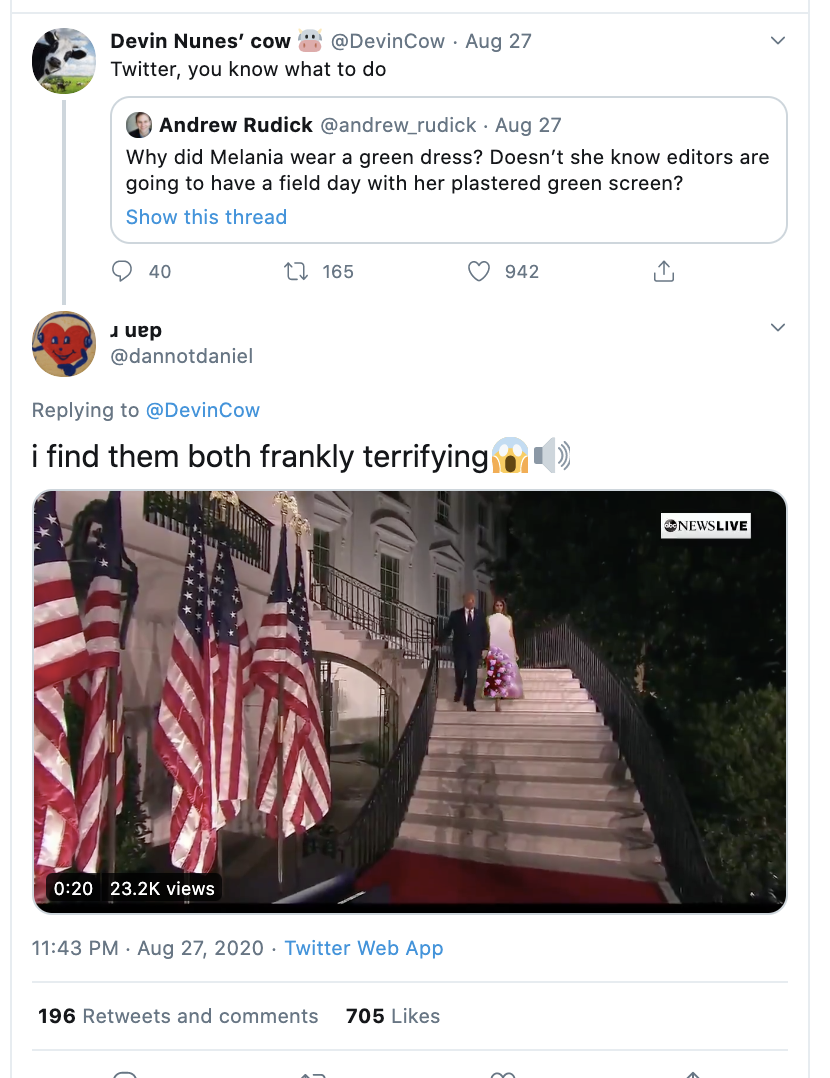 Devin Nunes’ cow 🐮 @DevinCow · Aug 27
Twitter, you know what to do
Andrew Rudick @andrew_rudick · Aug 27
Why did Melania wear a green dress? Doesn’t she know editors are
going to have a field day with her plastered green screen?
Show this thread
40 165 942
ɹ uɐp
@dannotdaniel
Replying to @DevinCow
i find them both frankly terrifying😱🔊
abc NEWSLIVE
0:20 23.2K views
11:43 PM · Aug 27, 2020 · Twitter Web App
196 Retweets and comments 705 Likes